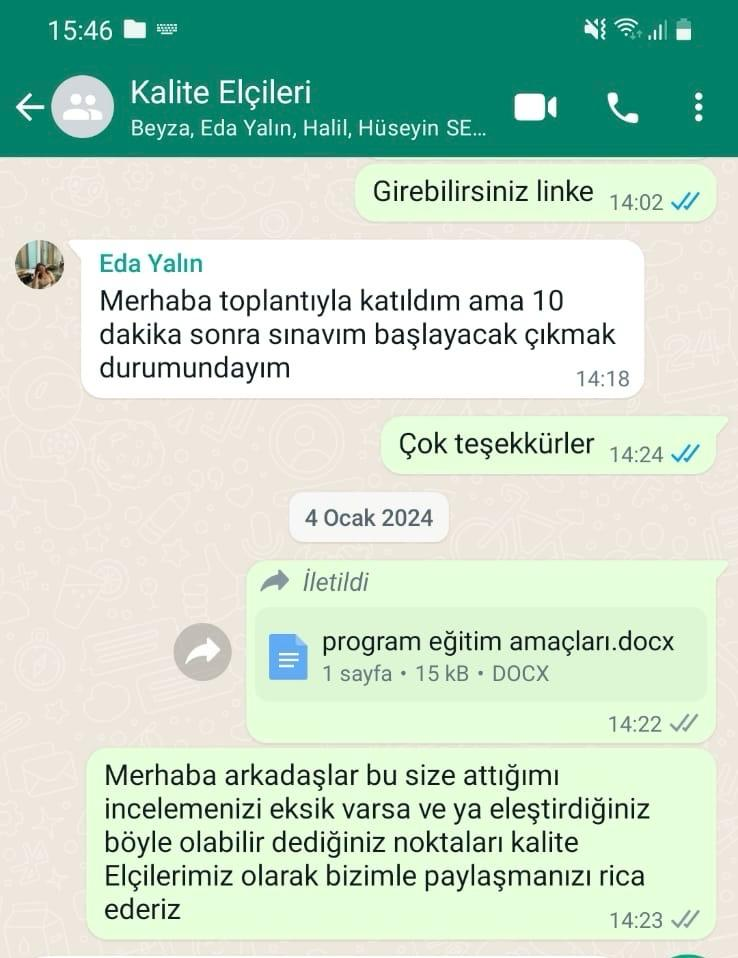 15:46
Kalite Elçileri
Beyza, Eda Yalın, Halil, Hüseyin SE...
Girebilirsiniz linke 14:02
Eda Yalın
Merhaba toplantıyla katıldım ama 10
dakika sonra sınavım başlayacak çıkmak
durumundayım 14:18
Çok teşekkürler 14:24
4 Ocak 2024
İletildi
program eğitim amaçları.docx
1 sayfa • 15 kB • DOCX
14:22
Merhaba arkadaşlar bu size attığımı
incelemenizi eksik varsa ve ya eleştirdiğiniz
böyle olabilir dediğiniz noktaları kalite
Elçilerimiz olarak bizimle paylaşmanızı rica
ederiz 14:23